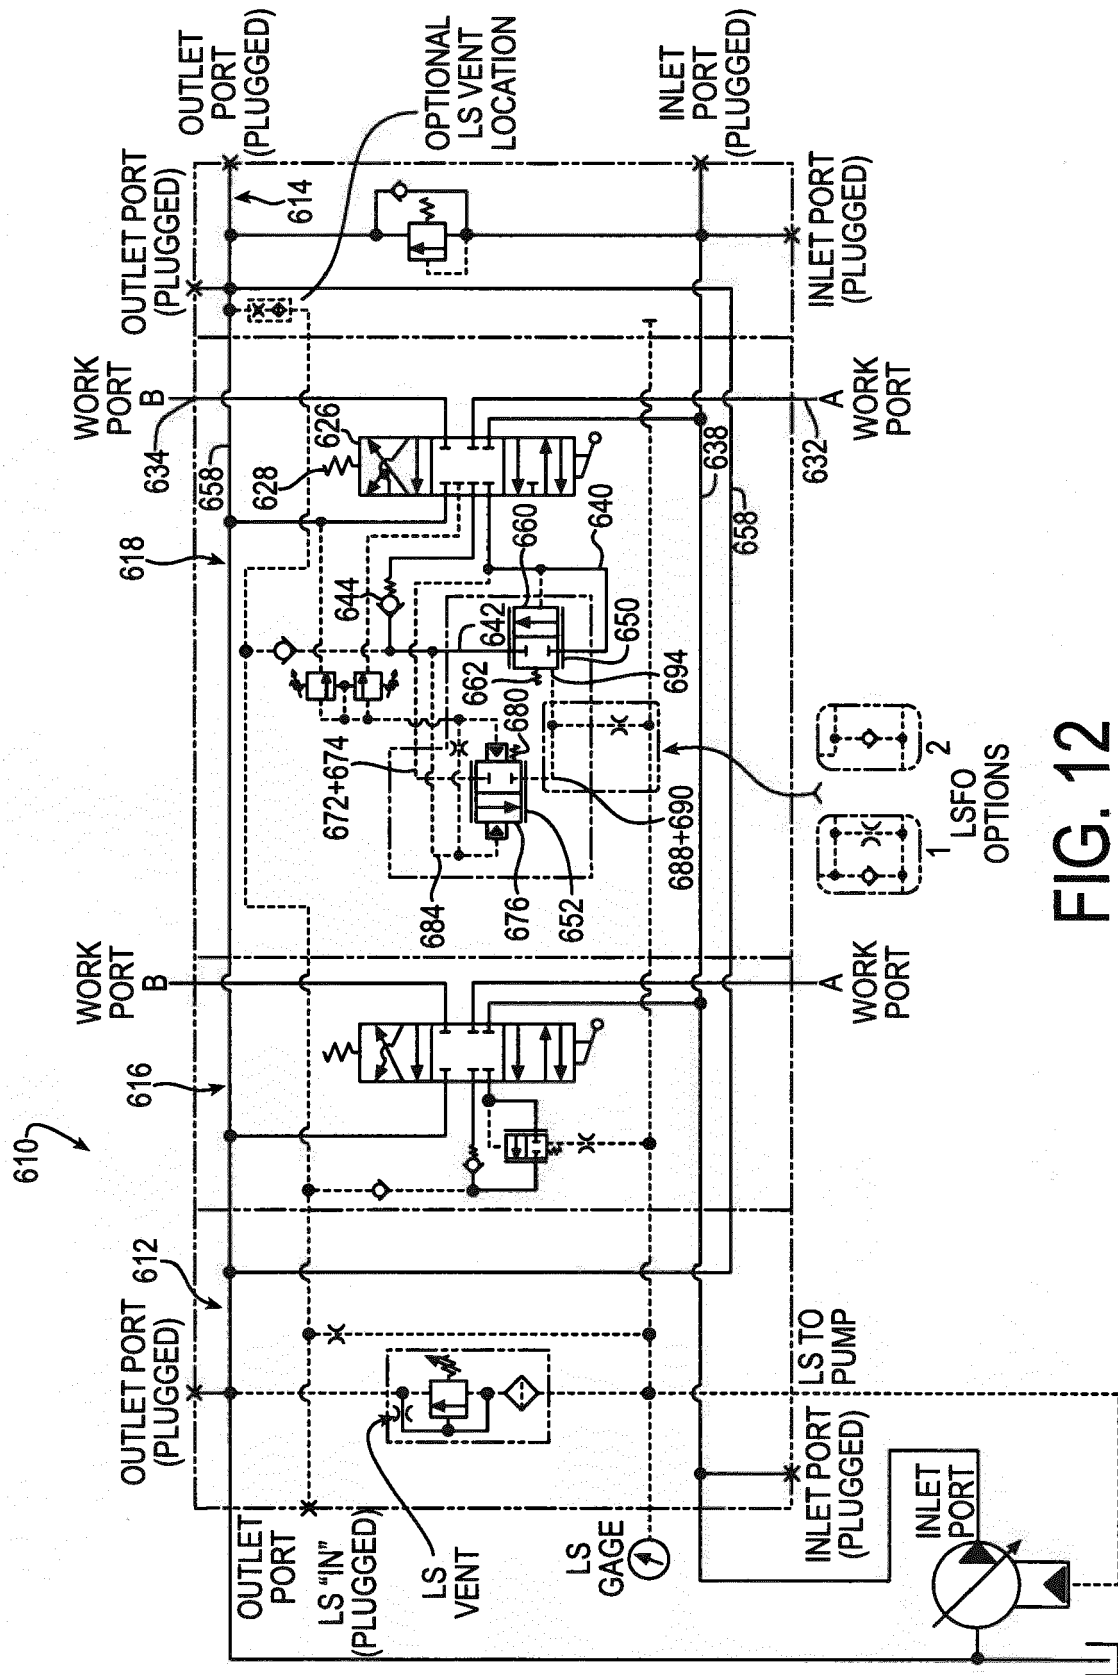 610
612
616
618
WORK
PORT
B
634
658
614
OUTLET PORT
(PLUGGED)
OUTLET
PORT
(PLUGGED)
OPTIONAL
LS VENT
LOCATION
OUTLET PORT
(PLUGGED)
WORK
PORT
B
628
626
644
642
660
640
650
662
694
680
672+674
684
676
652
688+690
638
658
632
A
WORK
PORT
INLET PORT
(PLUGGED)
INLET
PORT
(PLUGGED)
A
WORK
PORT
1
2
LSFO
OPTIONS
OUTLET
PORT
LS "IN"
(PLUGGED)
LS
VENT
LS
GAGE
INLET PORT
(PLUGGED)
LS TO
PUMP
INLET
PORT
FIG. 12